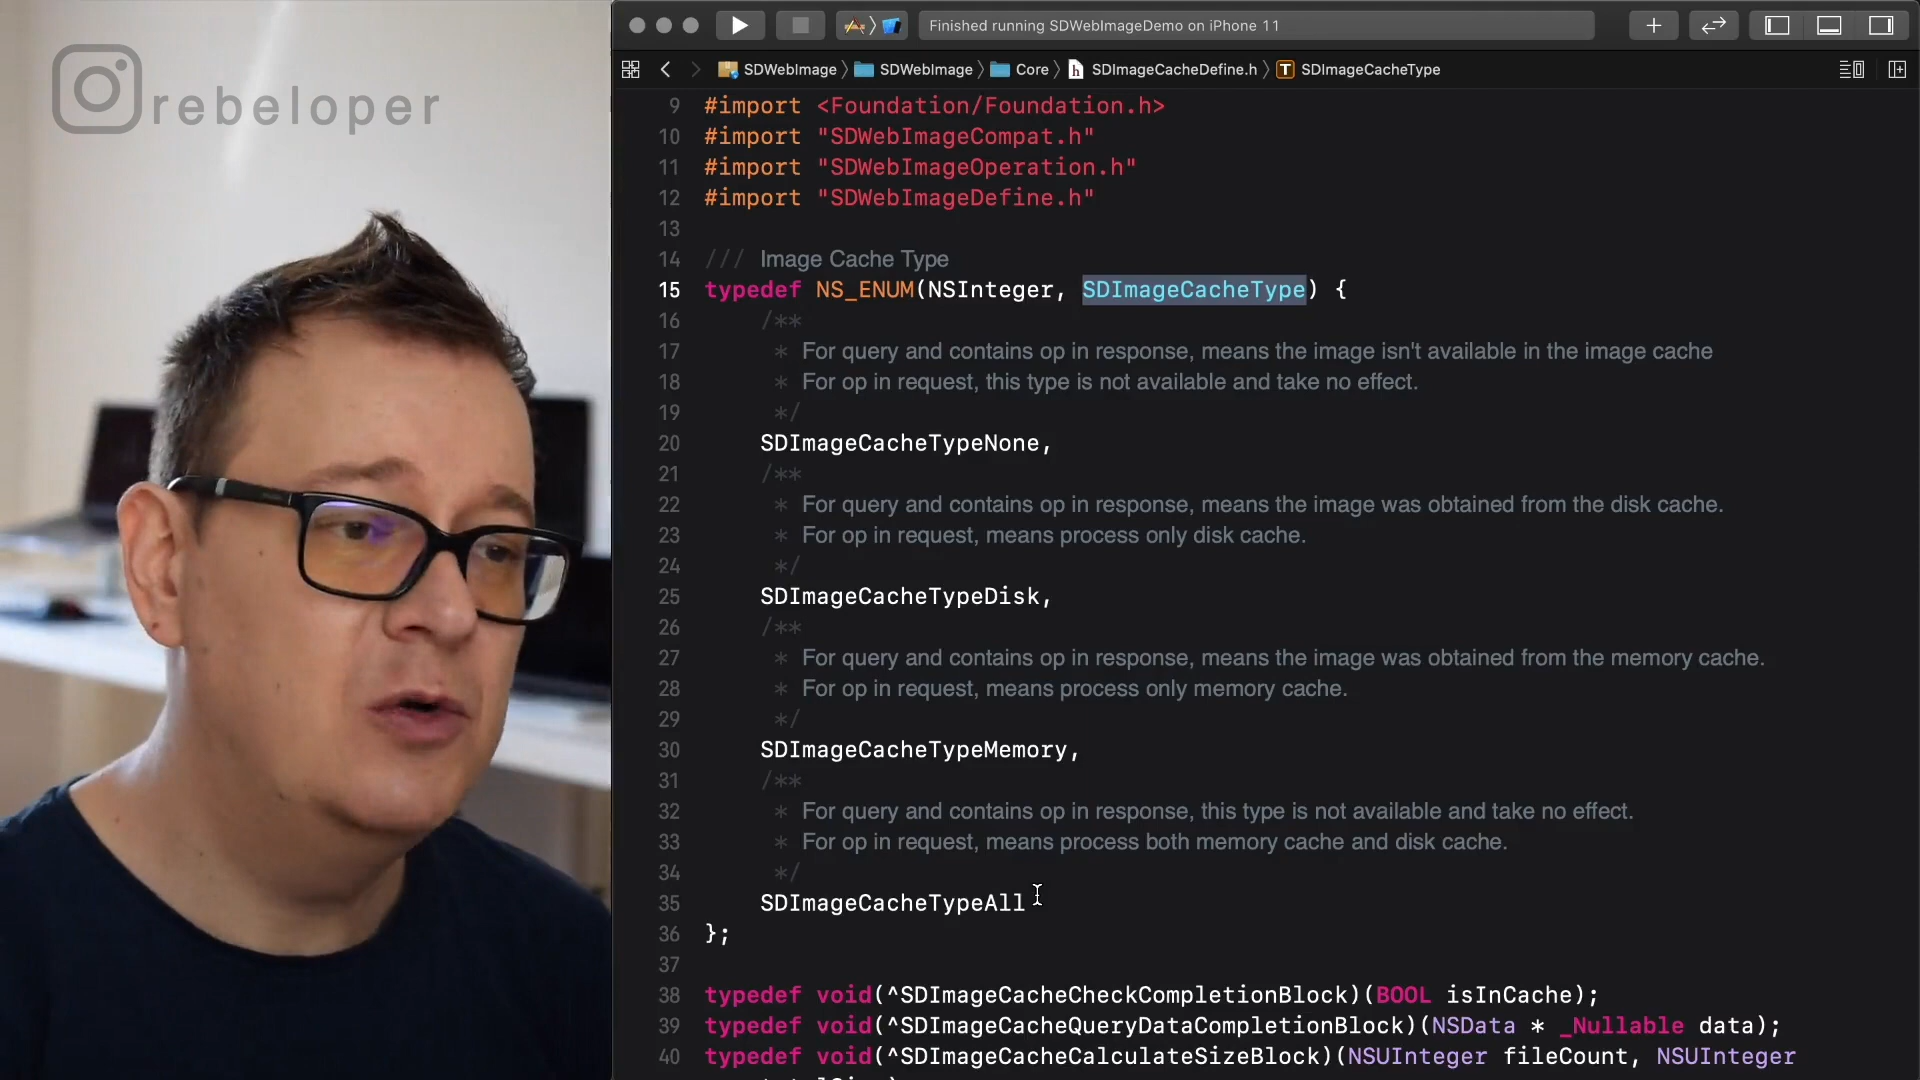 rebeloper
Finished running SDWebImageDemo on iPhone 11
SDWebImage 〉 SDWebImage 〉 Core 〉 h SDImageCacheDefine.h 〉 T SDImageCacheType
9 #import <Foundation/Foundation.h>
10 #import "SDWebImageCompat.h"
11 #import "SDWebImageOperation.h"
12 #import "SDWebImageDefine.h"
13
14 /// Image Cache Type
15 typedef NS_ENUM(NSInteger, SDImageCacheType) {
16 /**
17 * For query and contains op in response, means the image isn't available in the image cache
18 * For op in request, this type is not available and take no effect.
19 */
20 SDImageCacheTypeNone,
21 /**
22 * For query and contains op in response, means the image was obtained from the disk cache.
23 * For op in request, means process only disk cache.
24 */
25 SDImageCacheTypeDisk,
26 /**
27 * For query and contains op in response, means the image was obtained from the memory cache.
28 * For op in request, means process only memory cache.
29 */
30 SDImageCacheTypeMemory,
31 /**
32 * For query and contains op in response, this type is not available and take no effect.
33 * For op in request, means process both memory cache and disk cache.
34 */
35 SDImageCacheTypeAll
36 };
37
38 typedef void(^SDImageCacheCheckCompletionBlock)(BOOL isInCache);
39 typedef void(^SDImageCacheQueryDataCompletionBlock)(NSData * _Nullable data);
40 typedef void(^SDImageCacheCalculateSizeBlock)(NSUInteger fileCount, NSUInteger